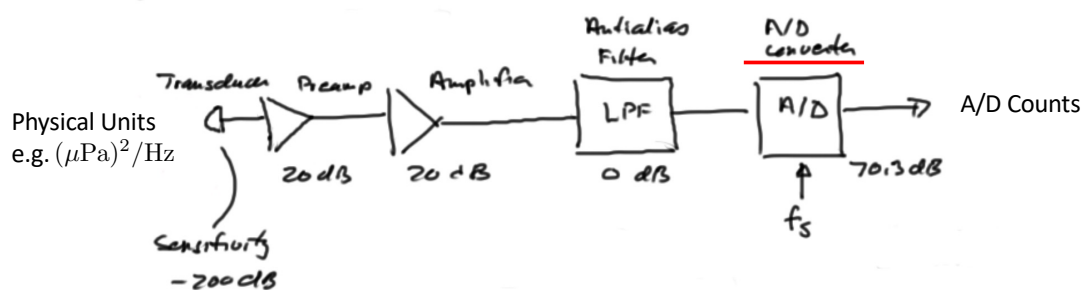 Antialias
Filter
A/D
converter
Transducer Preamp Amplifier
LPF
A/D
A/D Counts
Physical Units
e.g. (μPa)²/Hz
20 dB
20 dB
0 dB
70.3 dB
fs
Sensitivity
-200 dB